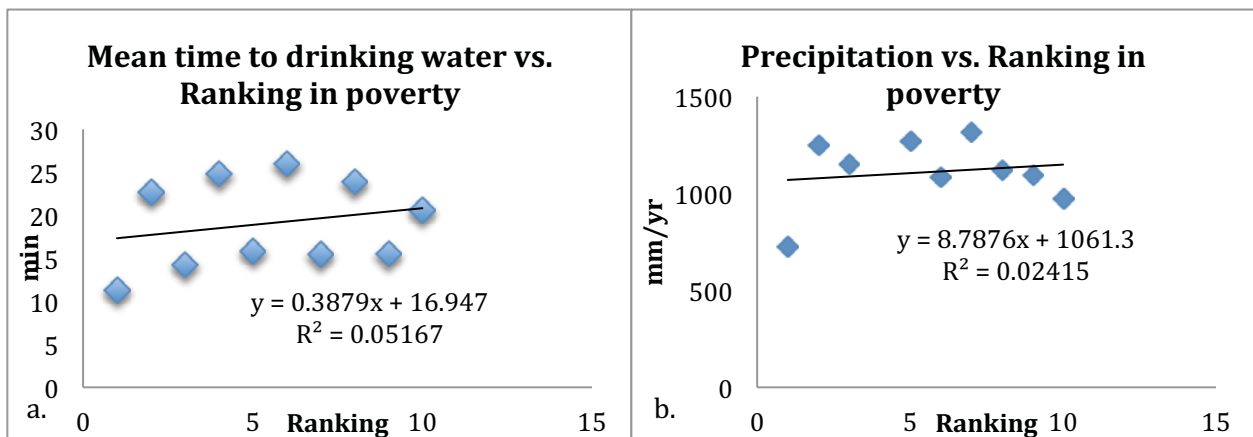 Mean time to drinking water vs.
Ranking in poverty
30
25
20
15
10
5
0
min
y = 0.3879x + 16.947
R² = 0.05167
0
5
10
15
Ranking
a.
Precipitation vs. Ranking in
poverty
1500
1000
500
0
mm/yr
y = 8.7876x + 1061.3
R² = 0.02415
0
5
10
15
Ranking
b.